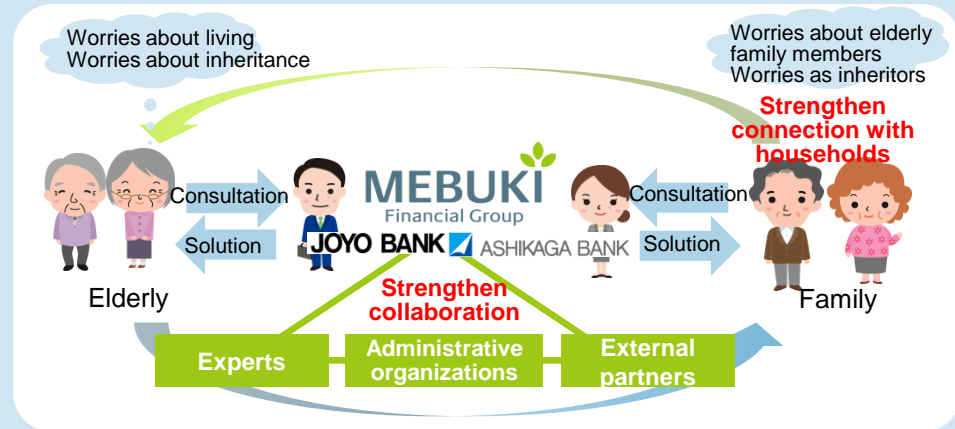 Worries about living
Worries about inheritance
Worries about elderly
family members
Worries as inheritors
Strengthen
connection with
households
Consultation
Solution
MEBUKI
Financial Group
JOYO BANK
ASHIKAGA BANK
Consultation
Solution
Elderly
Family
Strengthen
collaboration
Experts
Administrative
organizations
External
partners